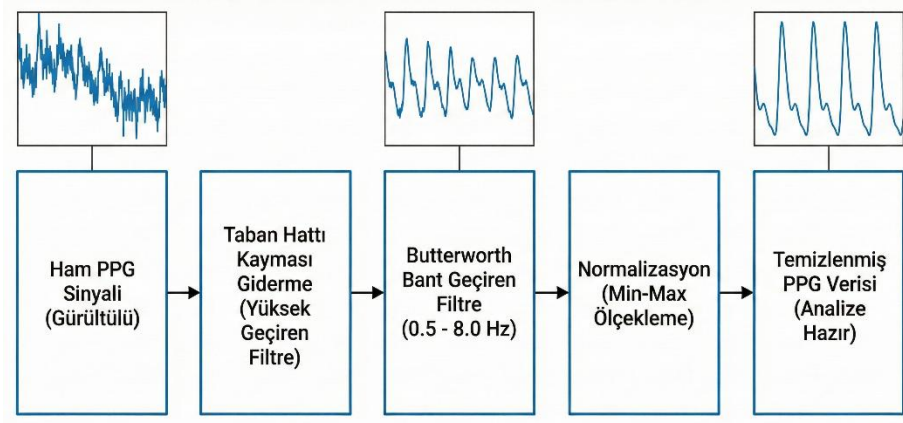 Ham PPG
Sinyali
(Gürültülü)
Taban Hattı
Kayması
Giderme
(Yüksek
Geçiren
Filtre)
Butterworth
Bant Geçiren
Filtre
(0.5 - 8.0 Hz)
Normalizasyon
(Min-Max
Ölçekleme)
Temizlenmiş
PPG Verisi
(Analize
Hazır)